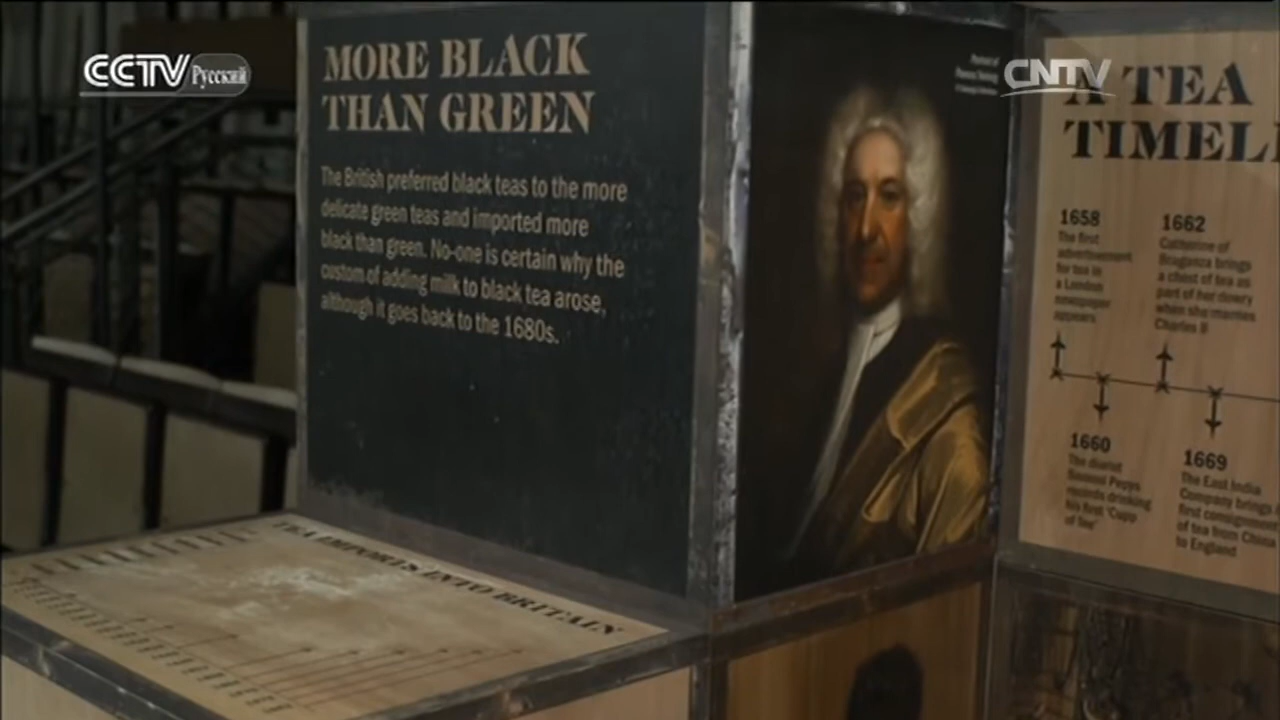 CCTV Русский
MORE BLACK
THAN GREEN
The British preferred black teas to the more
delicate green teas and imported more
black than green. No-one is certain why the
custom of adding milk to black tea arose,
although it goes back to the 1680s.
TEA IMPORTS INTO BRITAIN
Portrait of
CNTV
A TEA
TIMEL
1658
The first
advertisement
for tea in
a London
newspaper
appears
1662
Catherine of
Braganza brings
a chest of tea as
part of her dowry
when she marries
Charles II
1660
The diarist
Samuel Pepys
records drinking
his first 'Cupp
of tee'
1669
The East India
Company brings
first consignment
of tea from China
to England